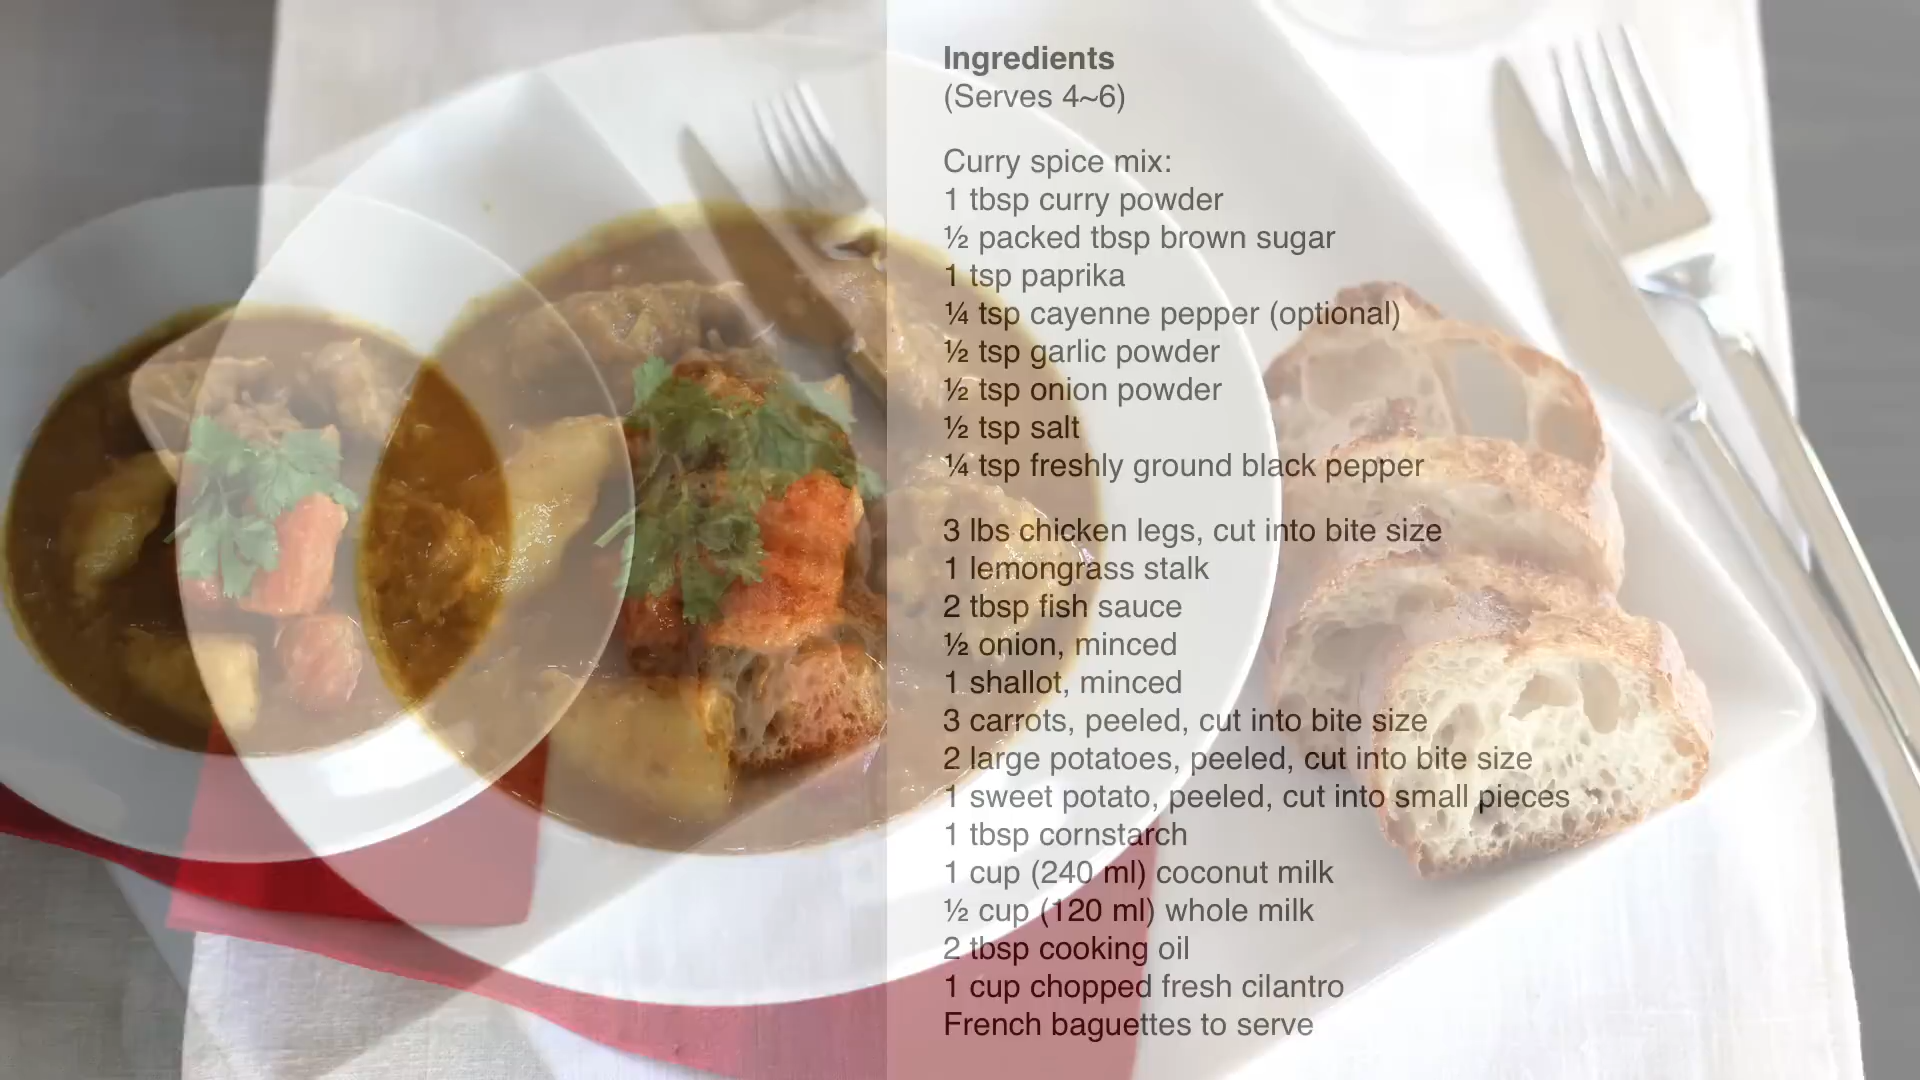 Ingredients
(Serves 4~6)
Curry spice mix:
1 tbsp curry powder
½ packed tbsp brown sugar
1 tsp paprika
¼ tsp cayenne pepper (optional)
½ tsp garlic powder
½ tsp onion powder
½ tsp salt
¼ tsp freshly ground black pepper
3 lbs chicken legs, cut into bite size
1 lemongrass stalk
2 tbsp fish sauce
½ onion, minced
1 shallot, minced
3 carrots, peeled, cut into bite size
2 large potatoes, peeled, cut into bite size
1 sweet potato, peeled, cut into small pieces
1 tbsp cornstarch
1 cup (240 ml) coconut milk
½ cup (120 ml) whole milk
2 tbsp cooking oil
1 cup chopped fresh cilantro
French baguettes to serve